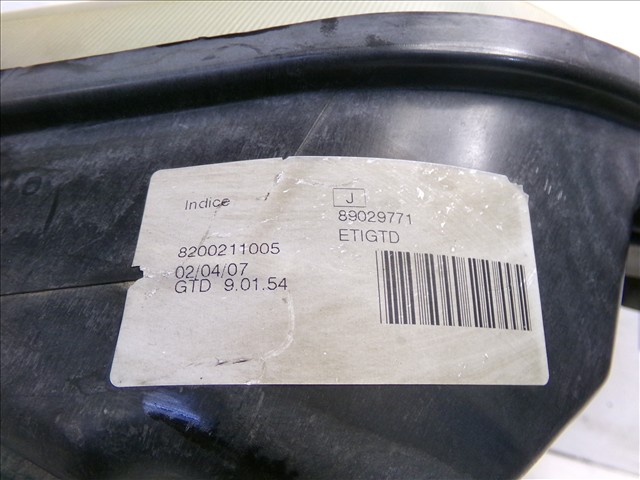 Indice J
89029771
ETIGTD
8200211005
02/04/07
GTD 9.01.54